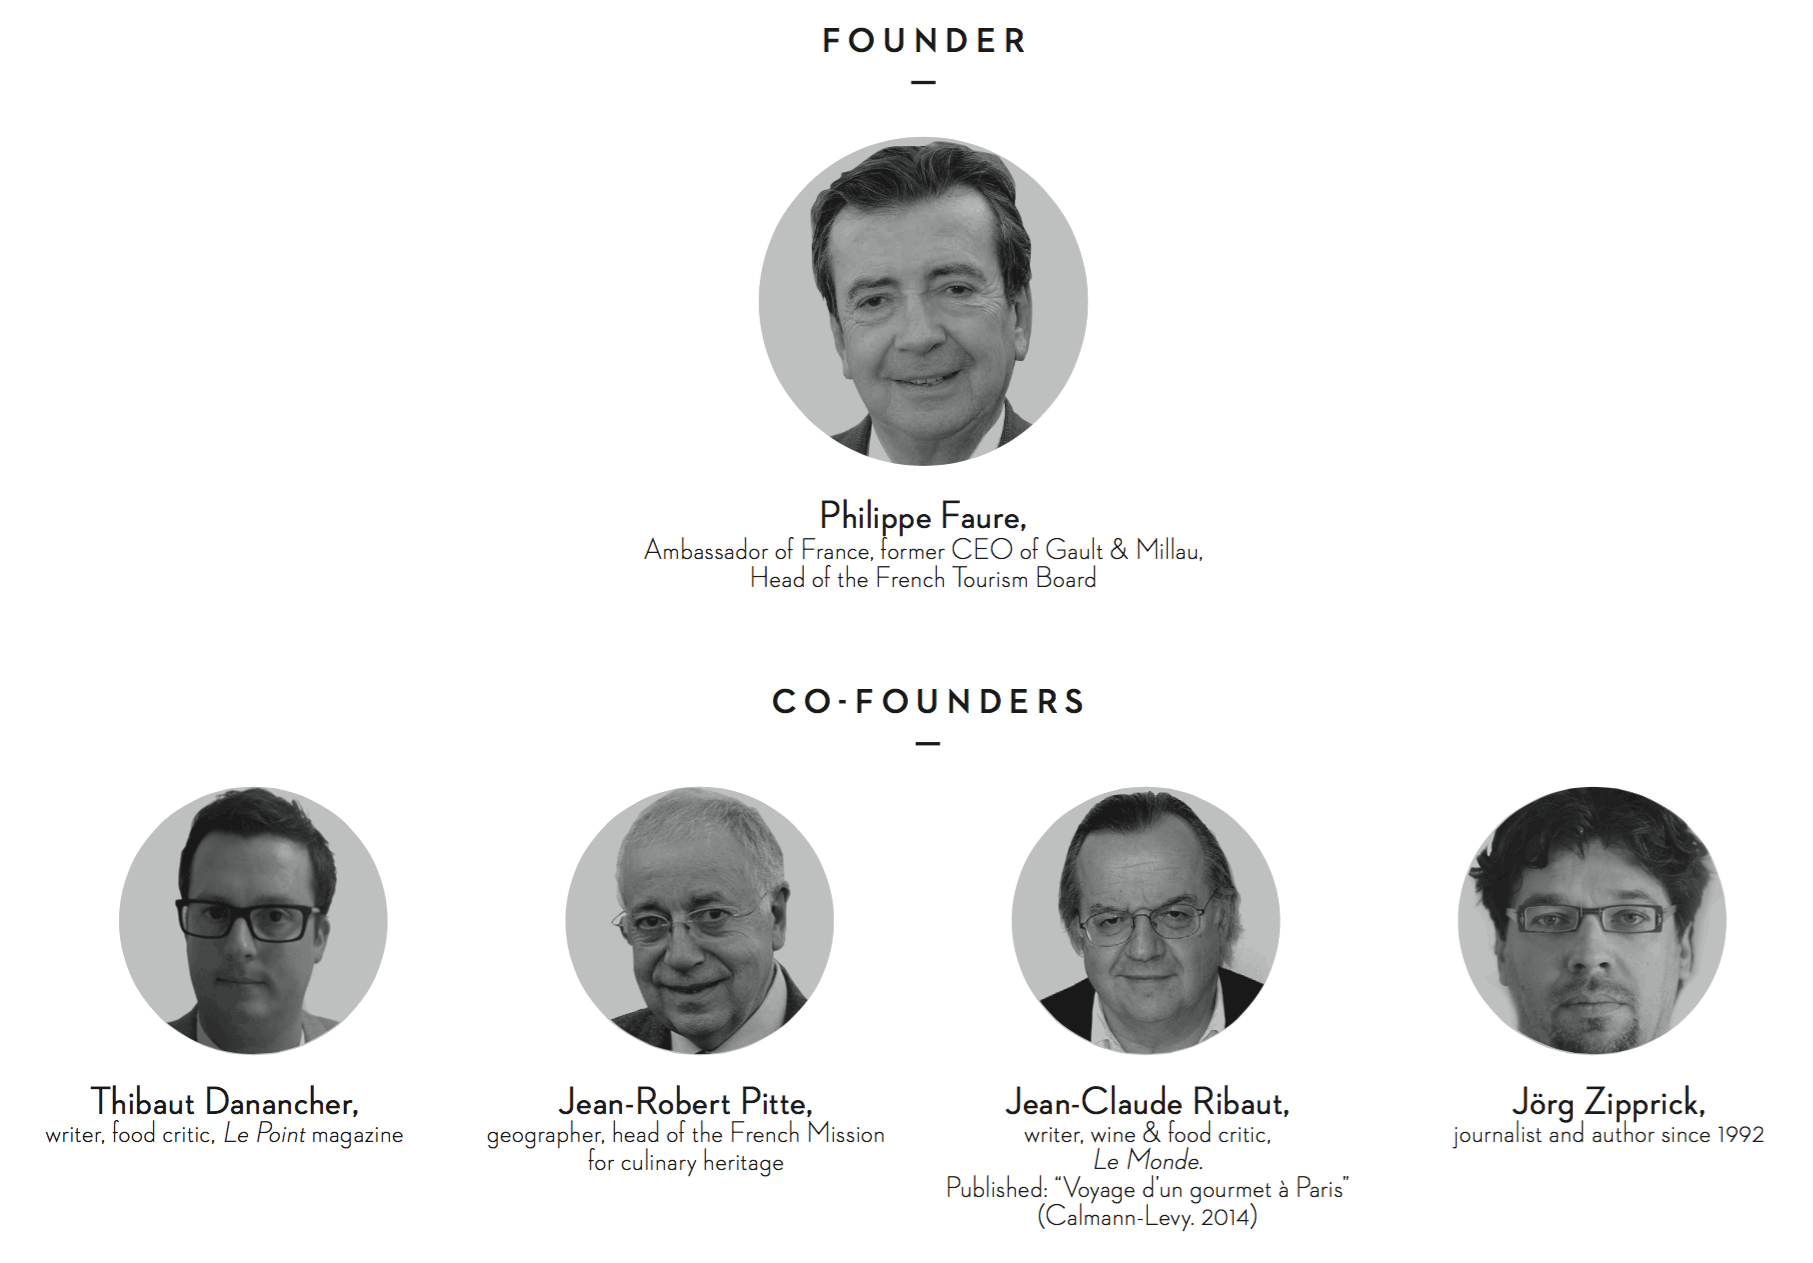 FOUNDER
Philippe Faure,
Ambassador of France, former CEO of Gault & Millau,
Head of the French Tourism Board
CO-FOUNDERS
Thibaut Danancher,
writer, food critic, Le Point magazine
Jean-Robert Pitte,
geographer, head of the French Mission
for culinary heritage
Jean-Claude Ribaut,
writer, wine & food critic,
Le Monde.
Published: “Voyage d’un gourmet à Paris”
(Calmann-Levy. 2014)
Jörg Zipprick,
journalist and author since 1992